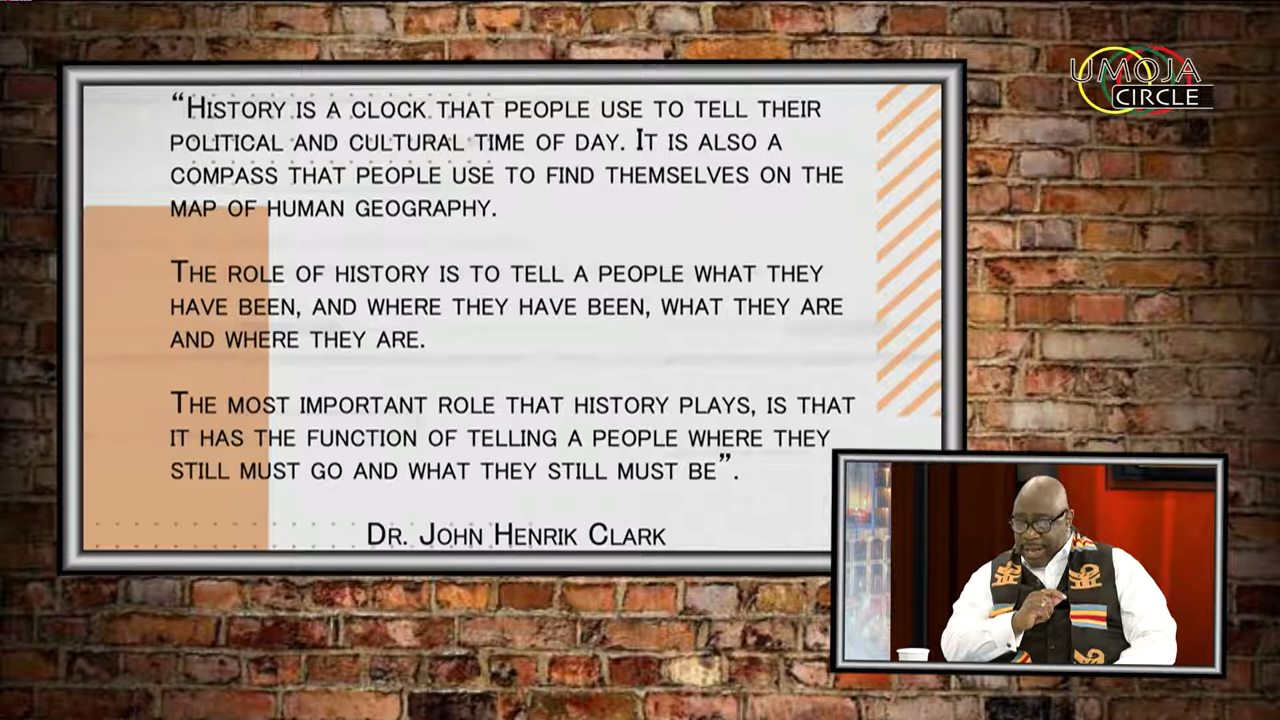 UMOJA
CIRCLE
“HISTORY IS A CLOCK THAT PEOPLE USE TO TELL THEIR
POLITICAL AND CULTURAL TIME OF DAY. IT IS ALSO A
COMPASS THAT PEOPLE USE TO FIND THEMSELVES ON THE
MAP OF HUMAN GEOGRAPHY.
THE ROLE OF HISTORY IS TO TELL A PEOPLE WHAT THEY
HAVE BEEN, AND WHERE THEY HAVE BEEN, WHAT THEY ARE
AND WHERE THEY ARE.
THE MOST IMPORTANT ROLE THAT HISTORY PLAYS, IS THAT
IT HAS THE FUNCTION OF TELLING A PEOPLE WHERE THEY
STILL MUST GO AND WHAT THEY STILL MUST BE”.
DR. JOHN HENRIK CLARK